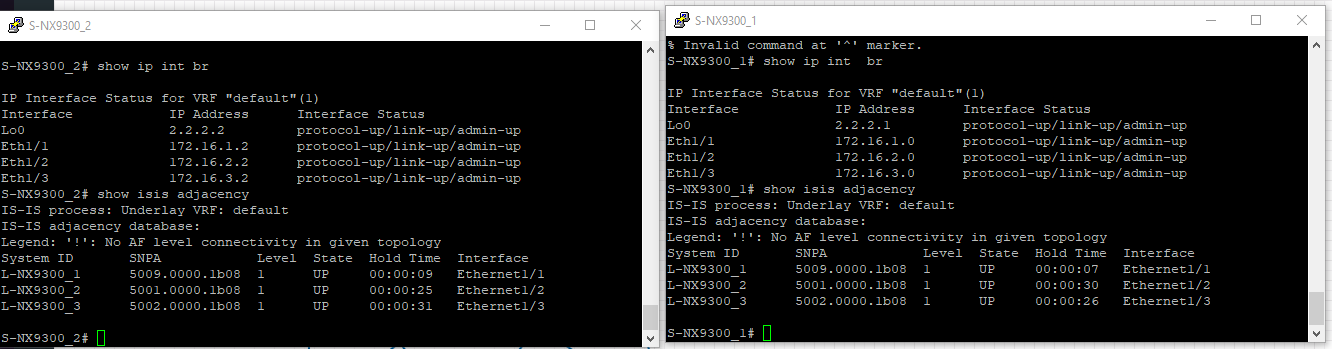 S-NX9300_2
S-NX9300_2# show ip int br
IP Interface Status for VRF "default"(1)
Interface            IP Address      Interface Status
Lo0                  2.2.2.2         protocol-up/link-up/admin-up
Eth1/1               172.16.1.2      protocol-up/link-up/admin-up
Eth1/2               172.16.2.2      protocol-up/link-up/admin-up
Eth1/3               172.16.3.2      protocol-up/link-up/admin-up
S-NX9300_2# show isis adjacency
IS-IS process: Underlay VRF: default
IS-IS adjacency database:
Legend: '!': No AF level connectivity in given topology
System ID       SNPA            Level  State  Hold Time  Interface
L-NX9300_1      5009.0000.1b08  1      UP     00:00:09   Ethernet1/1
L-NX9300_2      5001.0000.1b08  1      UP     00:00:25   Ethernet1/2
L-NX9300_3      5002.0000.1b08  1      UP     00:00:31   Ethernet1/3
S-NX9300_2#
S-NX9300_1
% Invalid command at '^' marker.
S-NX9300_1# show ip int  br
IP Interface Status for VRF "default"(1)
Interface            IP Address      Interface Status
Lo0                  2.2.2.1         protocol-up/link-up/admin-up
Eth1/1               172.16.1.0      protocol-up/link-up/admin-up
Eth1/2               172.16.2.0      protocol-up/link-up/admin-up
Eth1/3               172.16.3.0      protocol-up/link-up/admin-up
S-NX9300_1# show isis adjacency
IS-IS process: Underlay VRF: default
IS-IS adjacency database:
Legend: '!': No AF level connectivity in given topology
System ID       SNPA            Level  State  Hold Time  Interface
L-NX9300_1      5009.0000.1b08  1      UP     00:00:07   Ethernet1/1
L-NX9300_2      5001.0000.1b08  1      UP     00:00:30   Ethernet1/2
L-NX9300_3      5002.0000.1b08  1      UP     00:00:26   Ethernet1/3
S-NX9300_1#